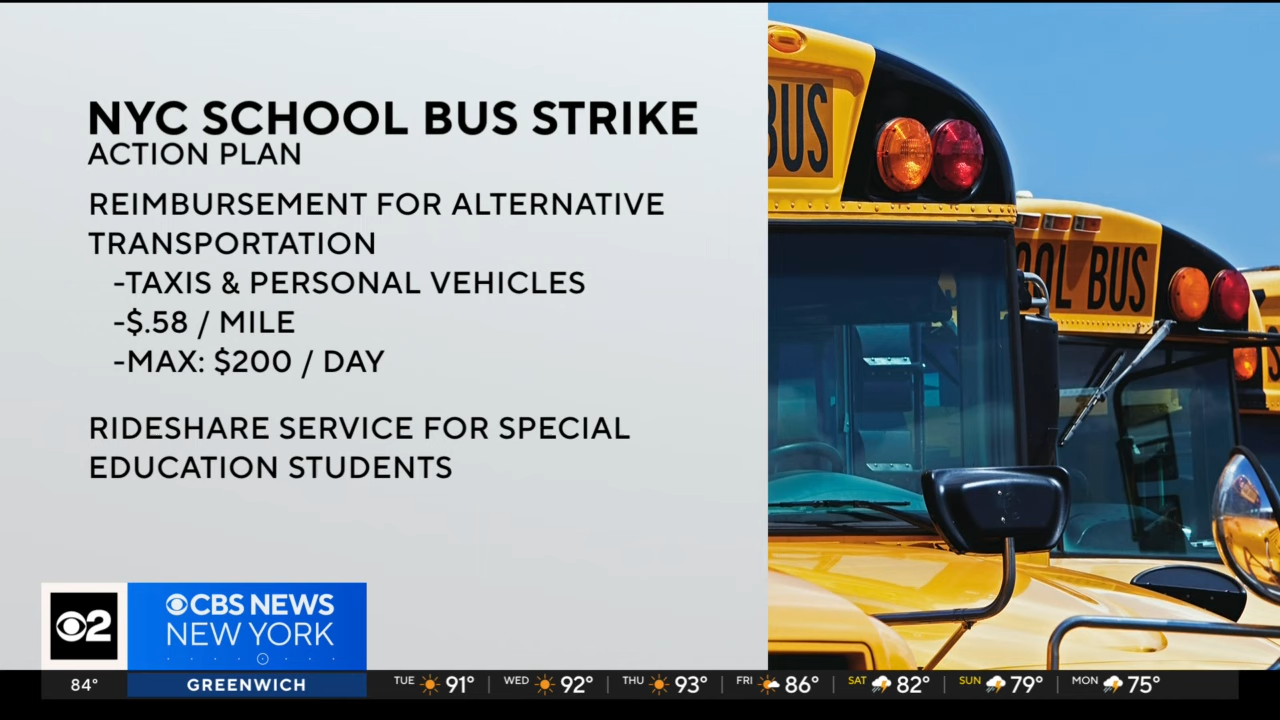 NYC SCHOOL BUS STRIKE
ACTION PLAN
REIMBURSEMENT FOR ALTERNATIVE
TRANSPORTATION
-TAXIS & PERSONAL VEHICLES
-$.58 / MILE
-MAX: $200 / DAY
RIDESHARE SERVICE FOR SPECIAL
EDUCATION STUDENTS
BUS
OOL BUS
S
2
CBS NEWS
NEW YORK
84° GREENWICH TUE 91° | WED 92° | THU 93° | FRI 86° | SAT 82° | SUN 79° | MON 75°